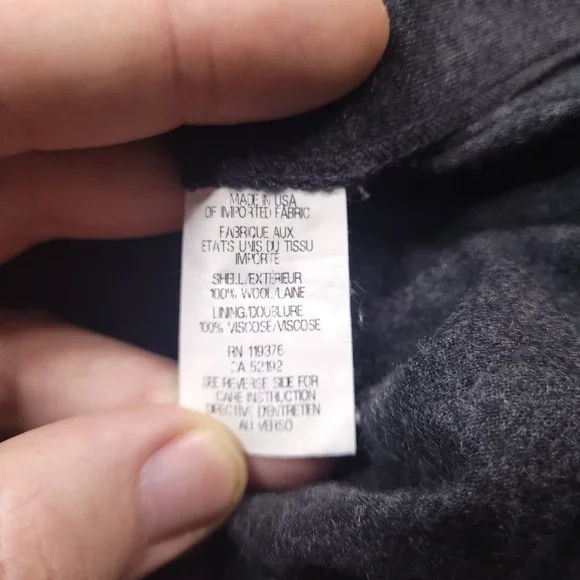 MADE IN USA
OF IMPORTED FABRIC
FABRIQUE AUX
ETATS UNIS DU TISSU
IMPORTE
SHELL/EXTERIEUR
100% WOOL/LAINE
LINING/DOUBLURE
100% VISCOSE/VISCOSE
RN 119376
CA 52192
SEE REVERSE SIDE FOR
CARE INSTRUCTION
DIRECTIVE D'ENTRETIEN
AU VERSO